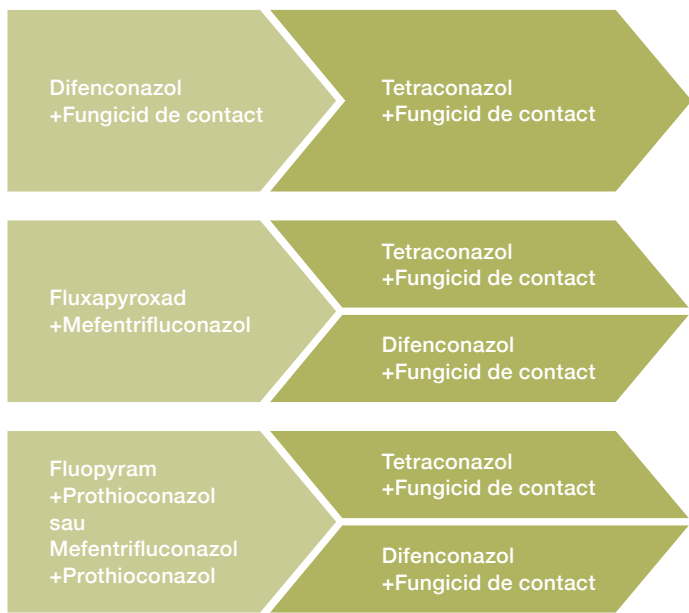 Difenconazol
+Fungicid de contact
Tetraconazol
+Fungicid de contact
Fluxapyroxad
+Mefentrifluconazol
Tetraconazol
+Fungicid de contact
Difenconazol
+Fungicid de contact
Fluopyram
+Prothioconazol
sau
Mefentrifluconazol
+Prothioconazol
Tetraconazol
+Fungicid de contact
Difenconazol
+Fungicid de contact